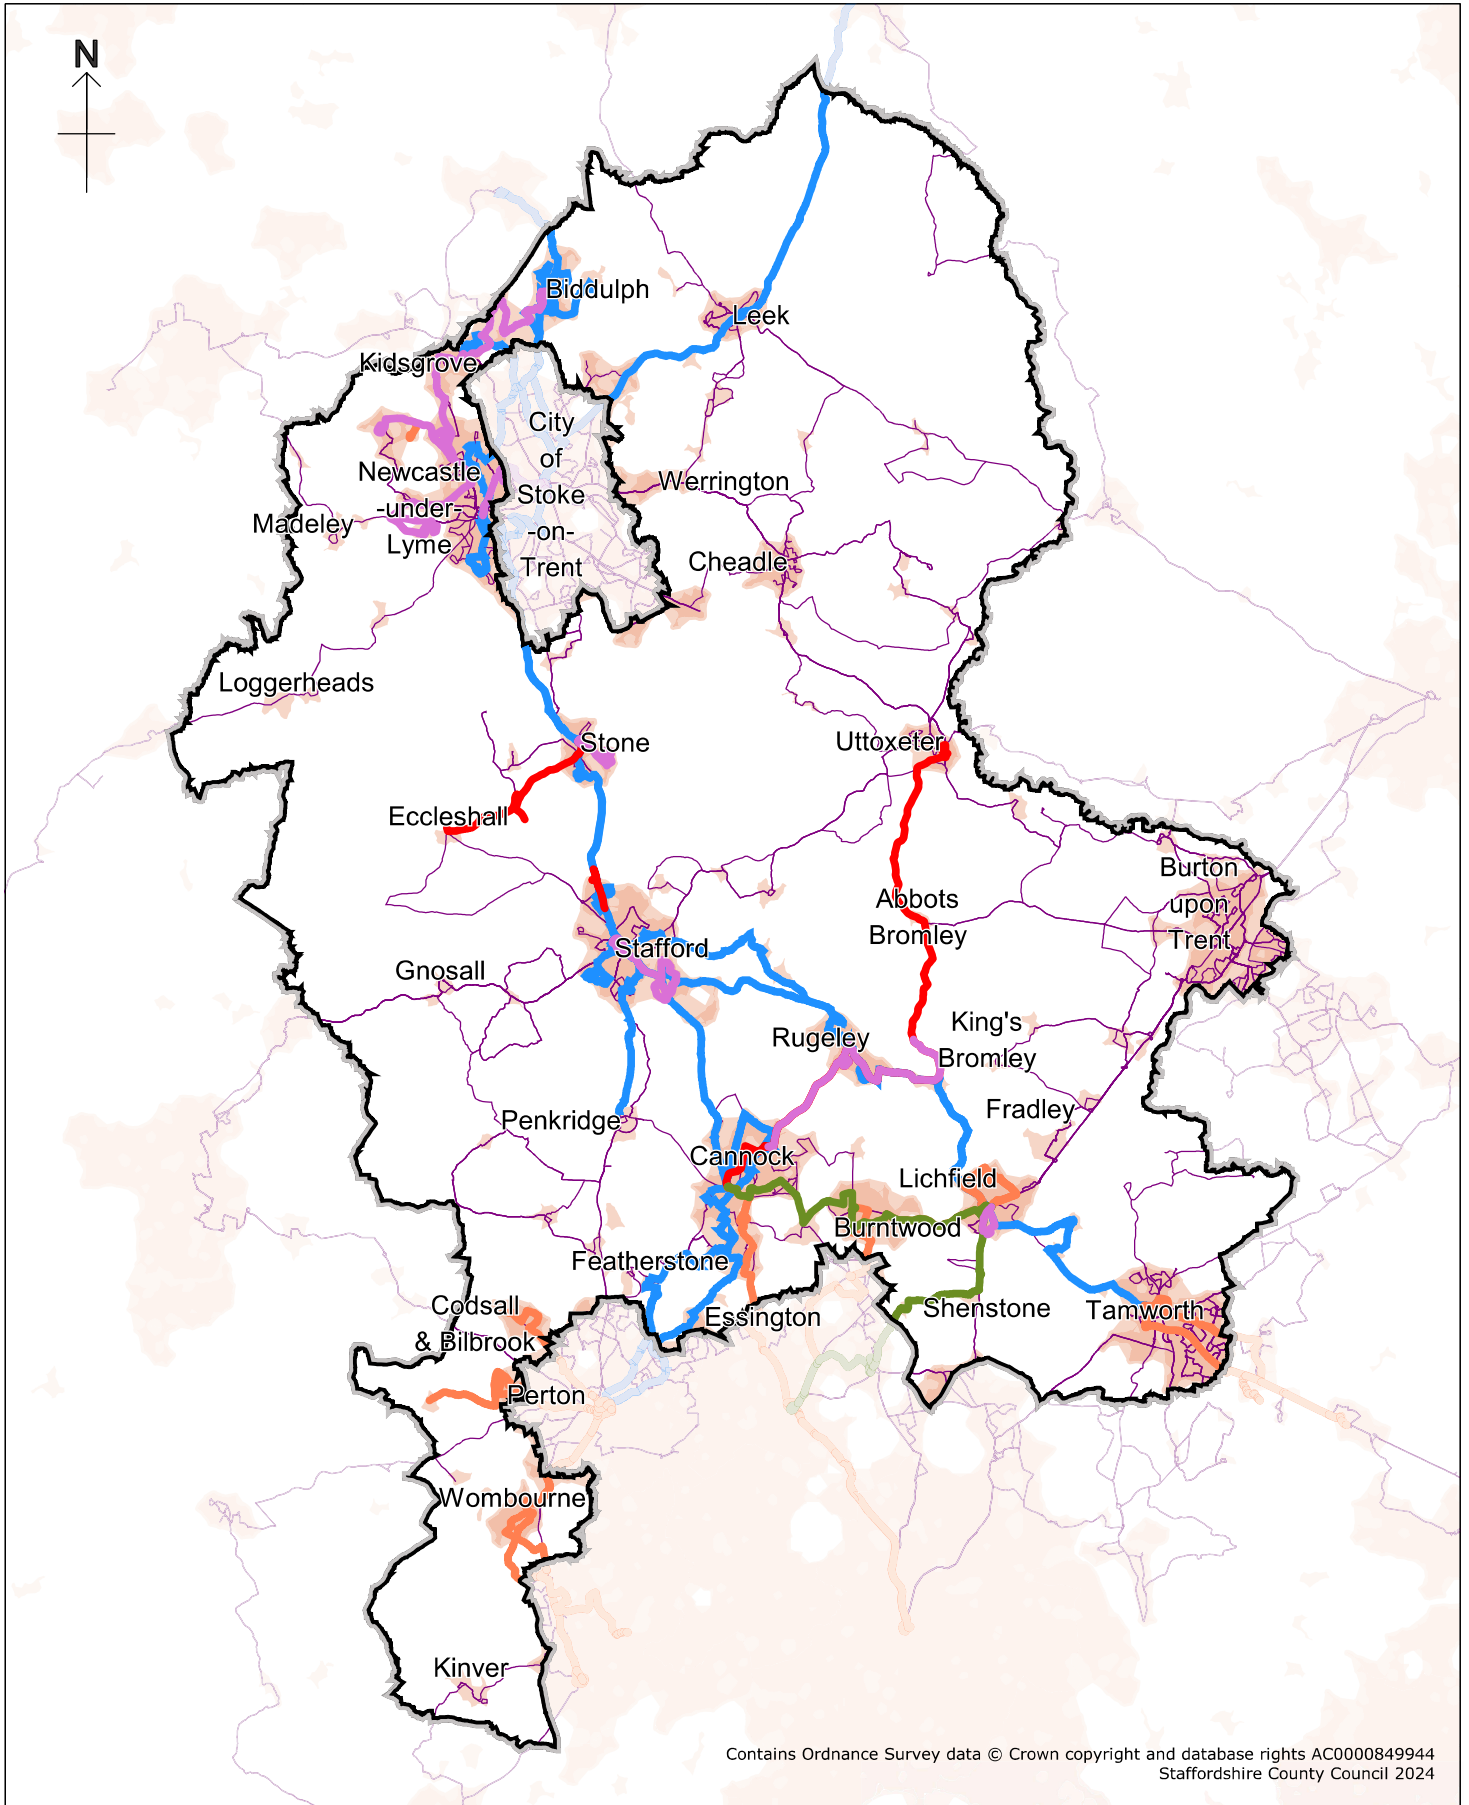 N
Biddulph
Leek
Kidsgrove
City
of
Stoke
-on-
Trent
Newcastle
-under-
Lyme
Werrington
Madeley
Cheadle
Loggerheads
Stone
Uttoxeter
Eccleshall
Burton
upon
Trent
Abbots
Bromley
Stafford
Gnosall
King's
Bromley
Rugeley
Fradley
Penkridge
Cannock
Lichfield
Burntwood
Featherstone
Codsall
& Bilbrook
Essington
Shenstone
Tamworth
Perton
Wombourne
Kinver
Contains Ordnance Survey data © Crown copyright and database rights AC0000849944
Staffordshire County Council 2024